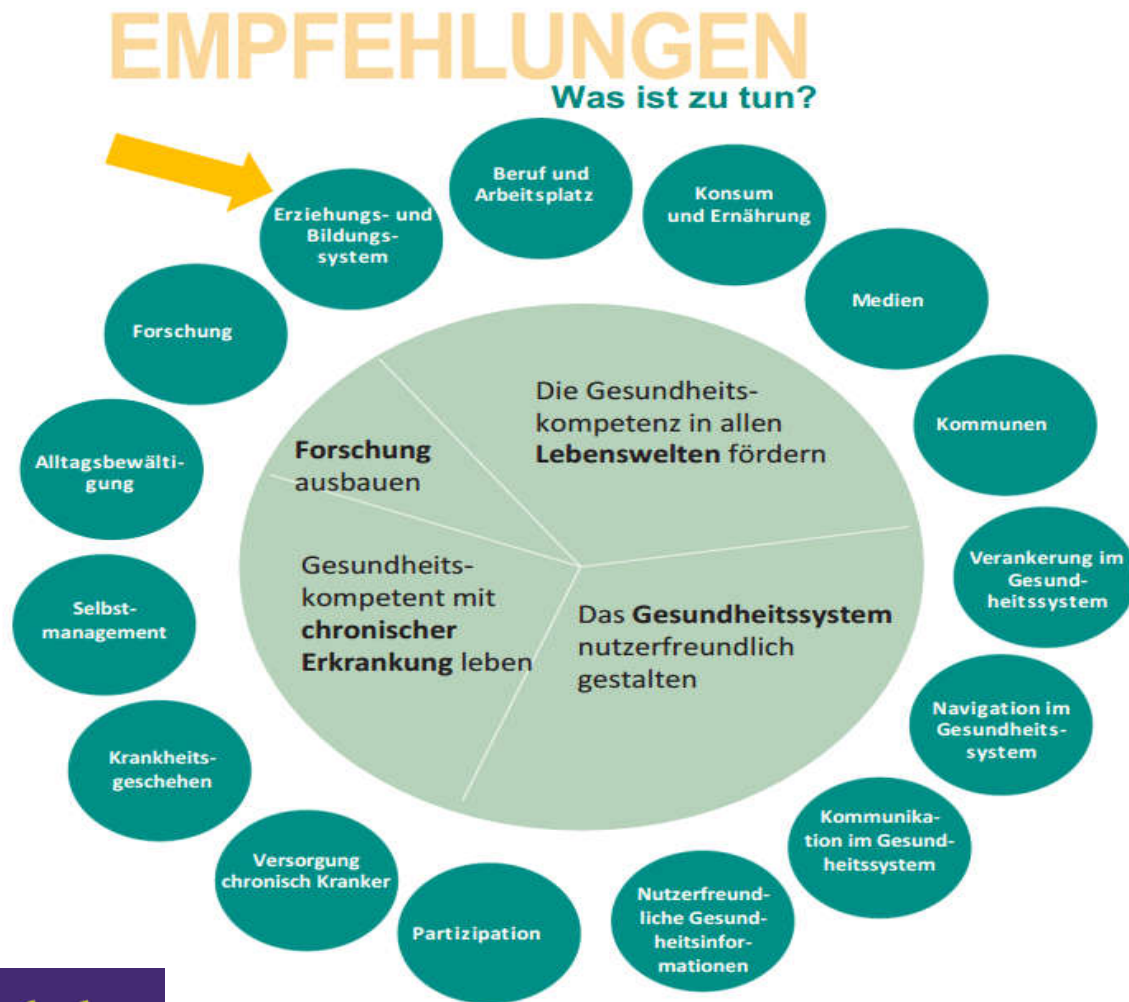 EMPFEHLUNGEN
Was ist zu tun?
Erziehungs- und
Bildungs-
system
Beruf und
Arbeitsplatz
Konsum
und Ernährung
Medien
Kommunen
Verankerung im
Gesund-
heitssystem
Navigation im
Gesundheits-
system
Kommunika-
tion im Gesund-
heitssystem
Nutzerfreund-
liche Gesund-
heitsinfor-
mationen
Partizipation
Versorgung
chronisch Kranker
Krankheits-
geschehen
Selbst-
management
Alltagsbewälti-
gung
Forschung
Die Gesundheits-
kompetenz in allen
Lebenswelten fördern
Das Gesundheitssystem
nutzerfreundlich
gestalten
Gesundheits-
kompetent mit
chronischer
Erkrankung leben
Forschung
ausbauen